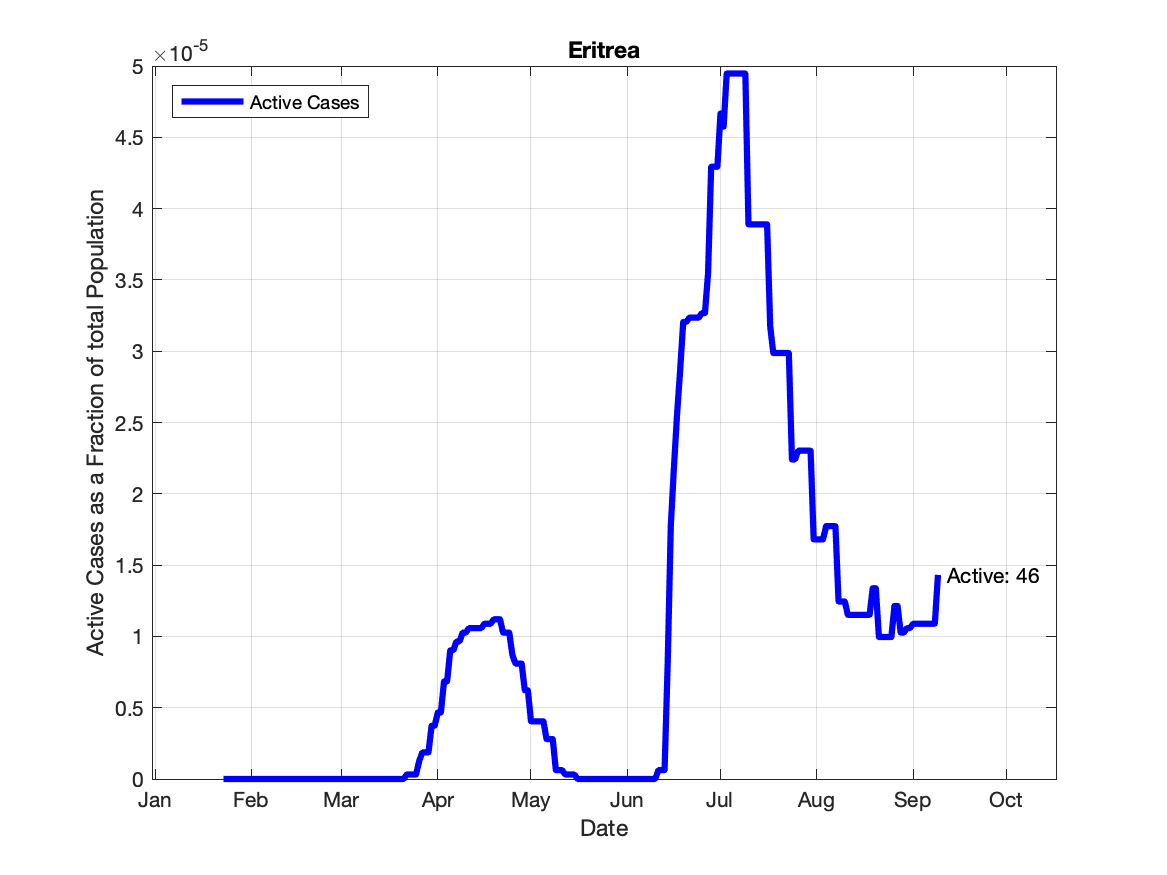 Eritrea
×10-5
5
4.5
4
3.5
3
2.5
2
1.5
1
0.5
0
Active Cases as a Fraction of total Population
Active Cases
Active: 46
Jan Feb Mar Apr May Jun Jul Aug Sep Oct
Date